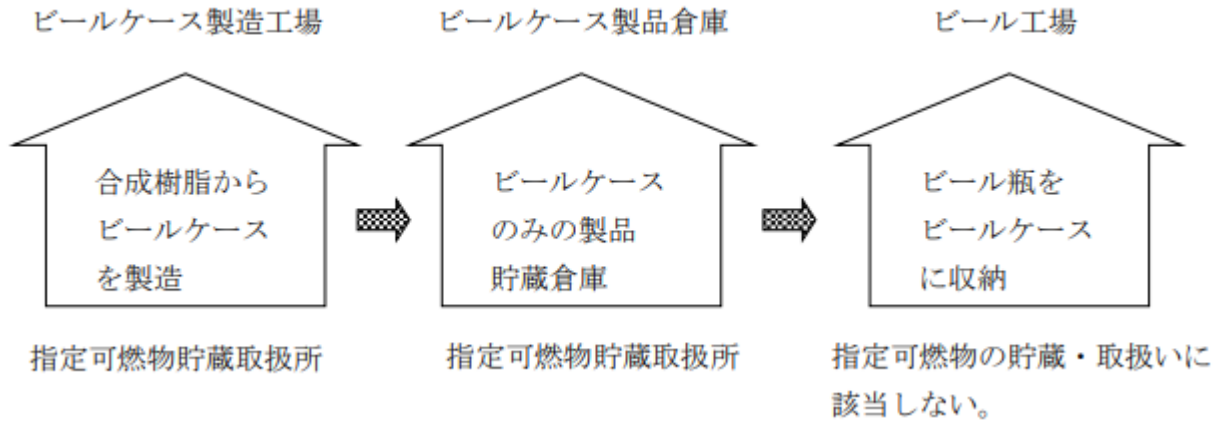 ビールケース製造工場
ビールケース製品倉庫
ビール工場
合成樹脂から
ビールケース
を製造
ビールケース
のみの製品
貯蔵倉庫
ビール瓶を
ビールケース
に収納
指定可燃物貯蔵取扱所
指定可燃物貯蔵取扱所
指定可燃物の貯蔵・取扱いに
該当しない。